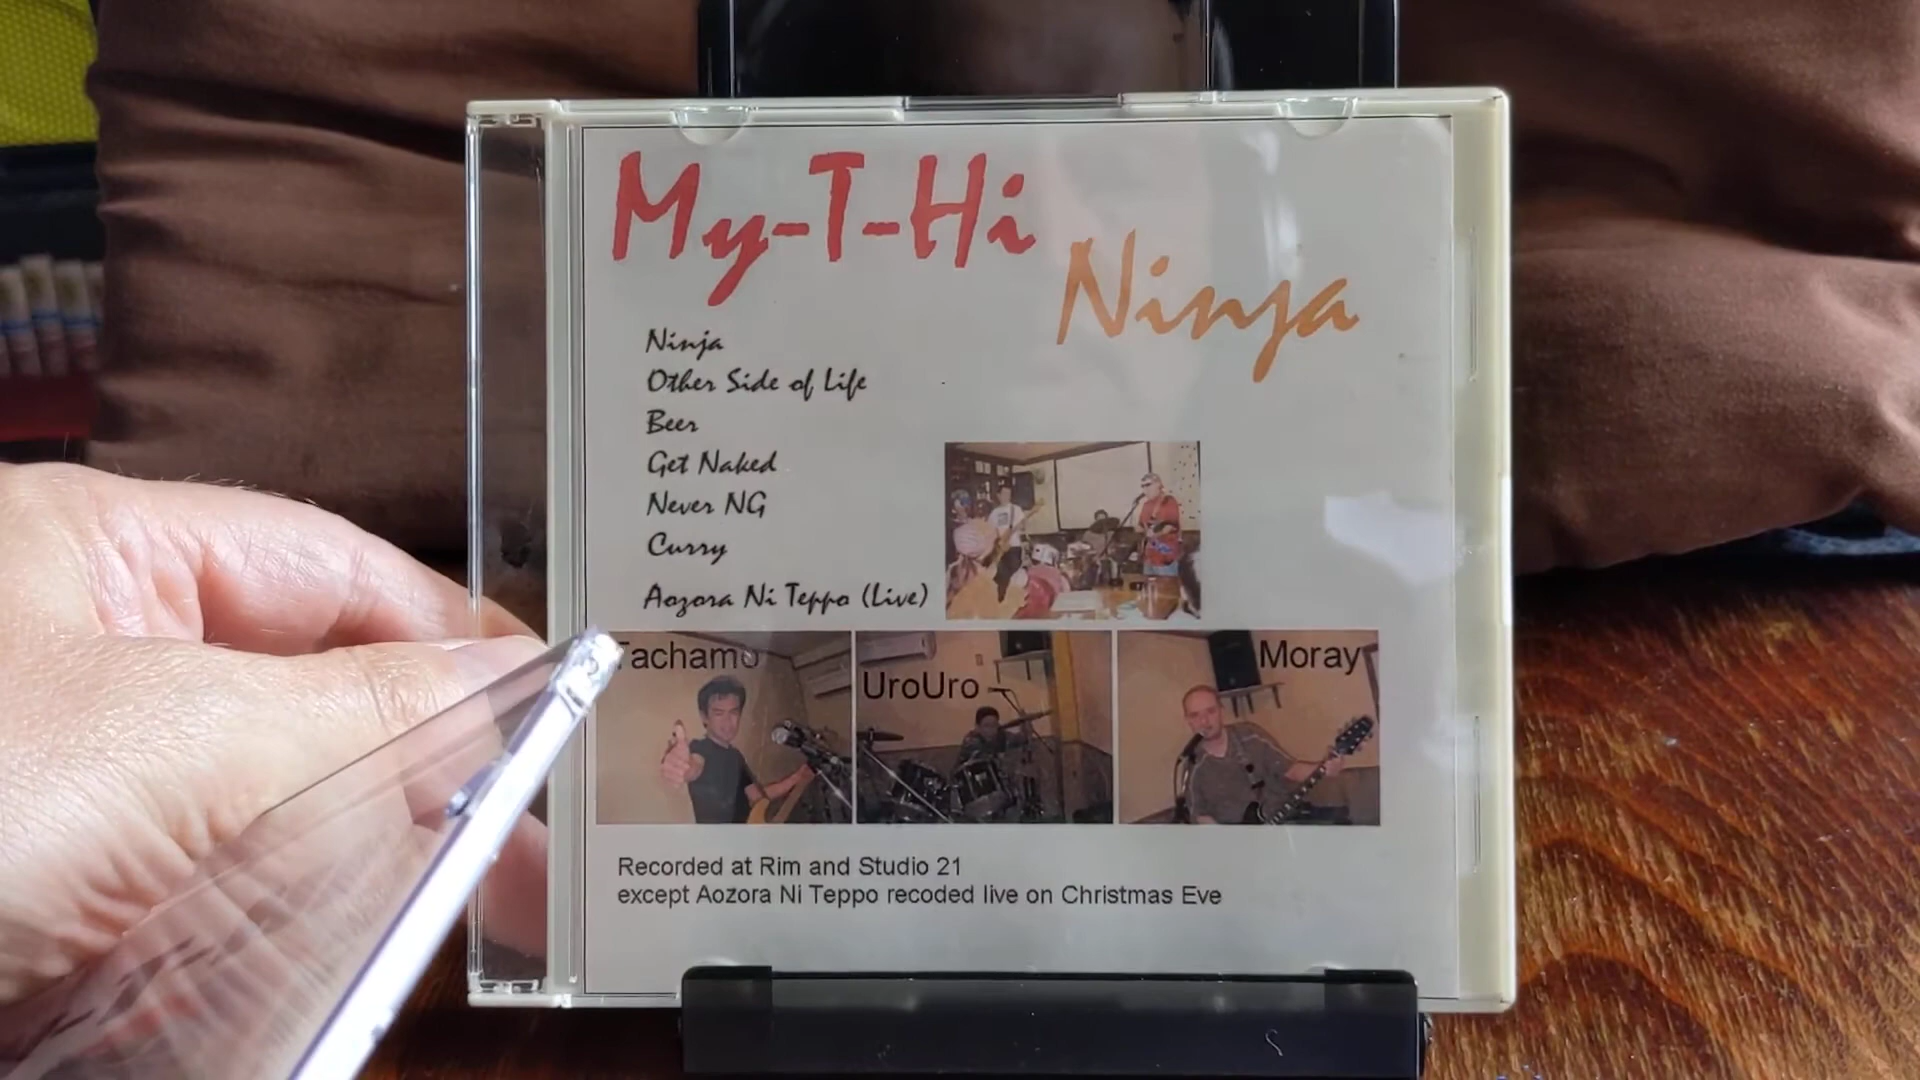 My-T-Hi
Ninja
Ninja
Other Side of Life
Beer
Get Naked
Never NG
Curry
Aozora Ni Teppo (Live)
Tachamo
UroUro
Moray
Recorded at Rim and Studio 21
except Aozora Ni Teppo recoded live on Christmas Eve